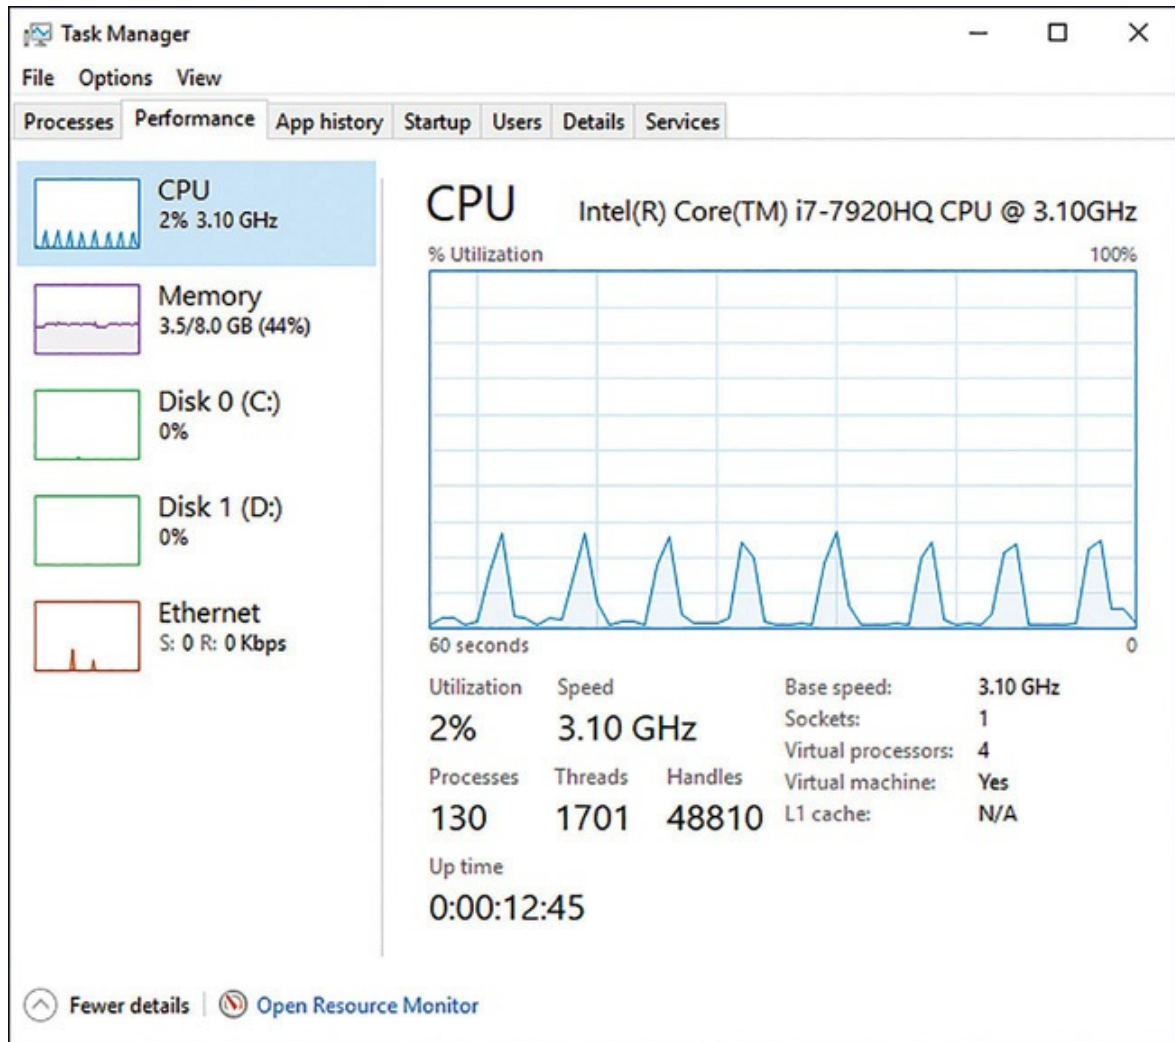 Task Manager
File Options View
Processes Performance App history Startup Users Details Services
CPU
2% 3.10 GHz
Memory
3.5/8.0 GB (44%)
Disk 0 (C:)
0%
Disk 1 (D:)
0%
Ethernet
S: 0 R: 0 Kbps
CPU Intel(R) Core(TM) i7-7920HQ CPU @ 3.10GHz
% Utilization 100%
60 seconds 0
Utilization Speed
2% 3.10 GHz
Processes Threads Handles
130 1701 48810
Up time
0:00:12:45
Base speed: 3.10 GHz
Sockets: 1
Virtual processors: 4
Virtual machine: Yes
L1 cache: N/A
Fewer details Open Resource Monitor